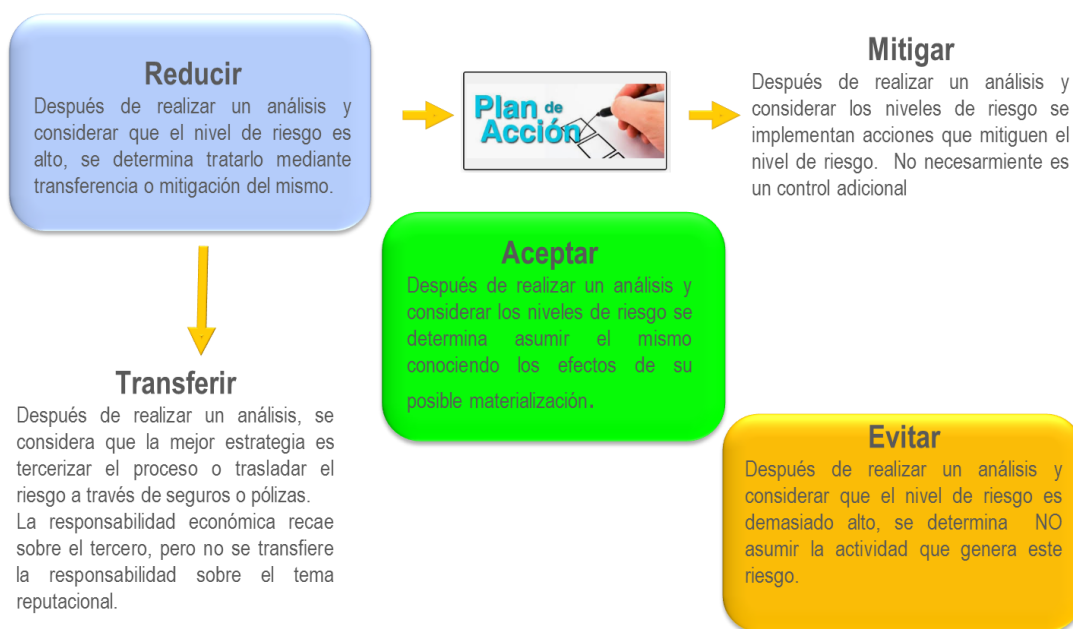 Reducir
Después de realizar un análisis y
considerar que el nivel de riesgo es
alto, se determina tratarlo mediante
transferencia o mitigación del mismo.
Plan de
Acción
Mitigar
Después de realizar un análisis y
considerar los niveles de riesgo se
implementan acciones que mitiguen el
nivel de riesgo. No necesarmiente es
un control adicional
Aceptar
Después de realizar un análisis y
considerar los niveles de riesgo se
determina asumir el mismo
conociendo los efectos de su
posible materialización.
Transferir
Después de realizar un análisis, se
considera que la mejor estrategia es
tercerizar el proceso o trasladar el
riesgo a través de seguros o pólizas.
La responsabilidad económica recae
sobre el tercero, pero no se transfiere
la responsabilidad sobre el tema
reputacional.
Evitar
Después de realizar un análisis y
considerar que el nivel de riesgo es
demasiado alto, se determina NO
asumir la actividad que genera este
riesgo.